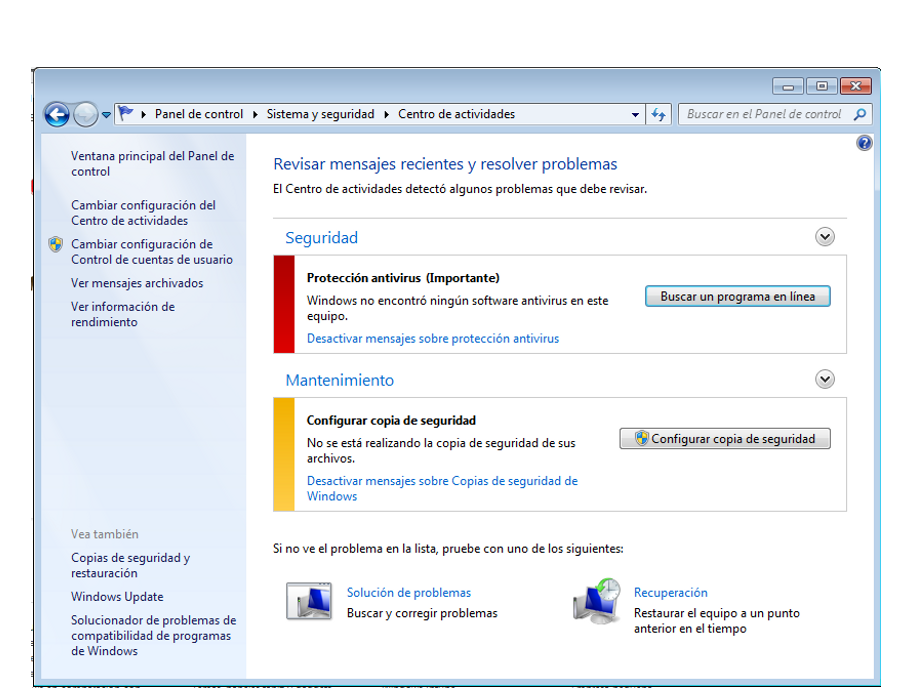 Panel de control Sistema y seguridad Centro de actividades
Buscar en el Panel de control
Ventana principal del Panel de
control
Cambiar configuración del
Centro de actividades
Cambiar configuración de
Control de cuentas de usuario
Ver mensajes archivados
Ver información de
rendimiento
Vea también
Copias de seguridad y
restauración
Windows Update
Solucionador de problemas de
compatibilidad de programas
de Windows
Revisar mensajes recientes y resolver problemas
El Centro de actividades detectó algunos problemas que debe revisar.
Seguridad
Protección antivirus (Importante)
Windows no encontró ningún software antivirus en este
equipo.
Buscar un programa en línea
Desactivar mensajes sobre protección antivirus
Mantenimiento
Configurar copia de seguridad
No se está realizando la copia de seguridad de sus
archivos.
Configurar copia de seguridad
Desactivar mensajes sobre Copias de seguridad de
Windows
Si no ve el problema en la lista, pruebe con uno de los siguientes:
Solución de problemas
Buscar y corregir problemas
Recuperación
Restaurar el equipo a un punto
anterior en el tiempo